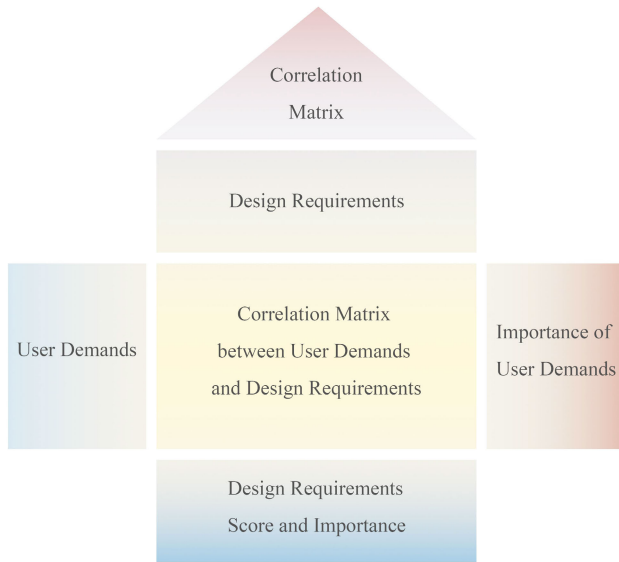 Correlation
Matrix
Design Requirements
User Demands
Correlation Matrix
between User Demands
and Design Requirements
Importance of
User Demands
Design Requirements
Score and Importance